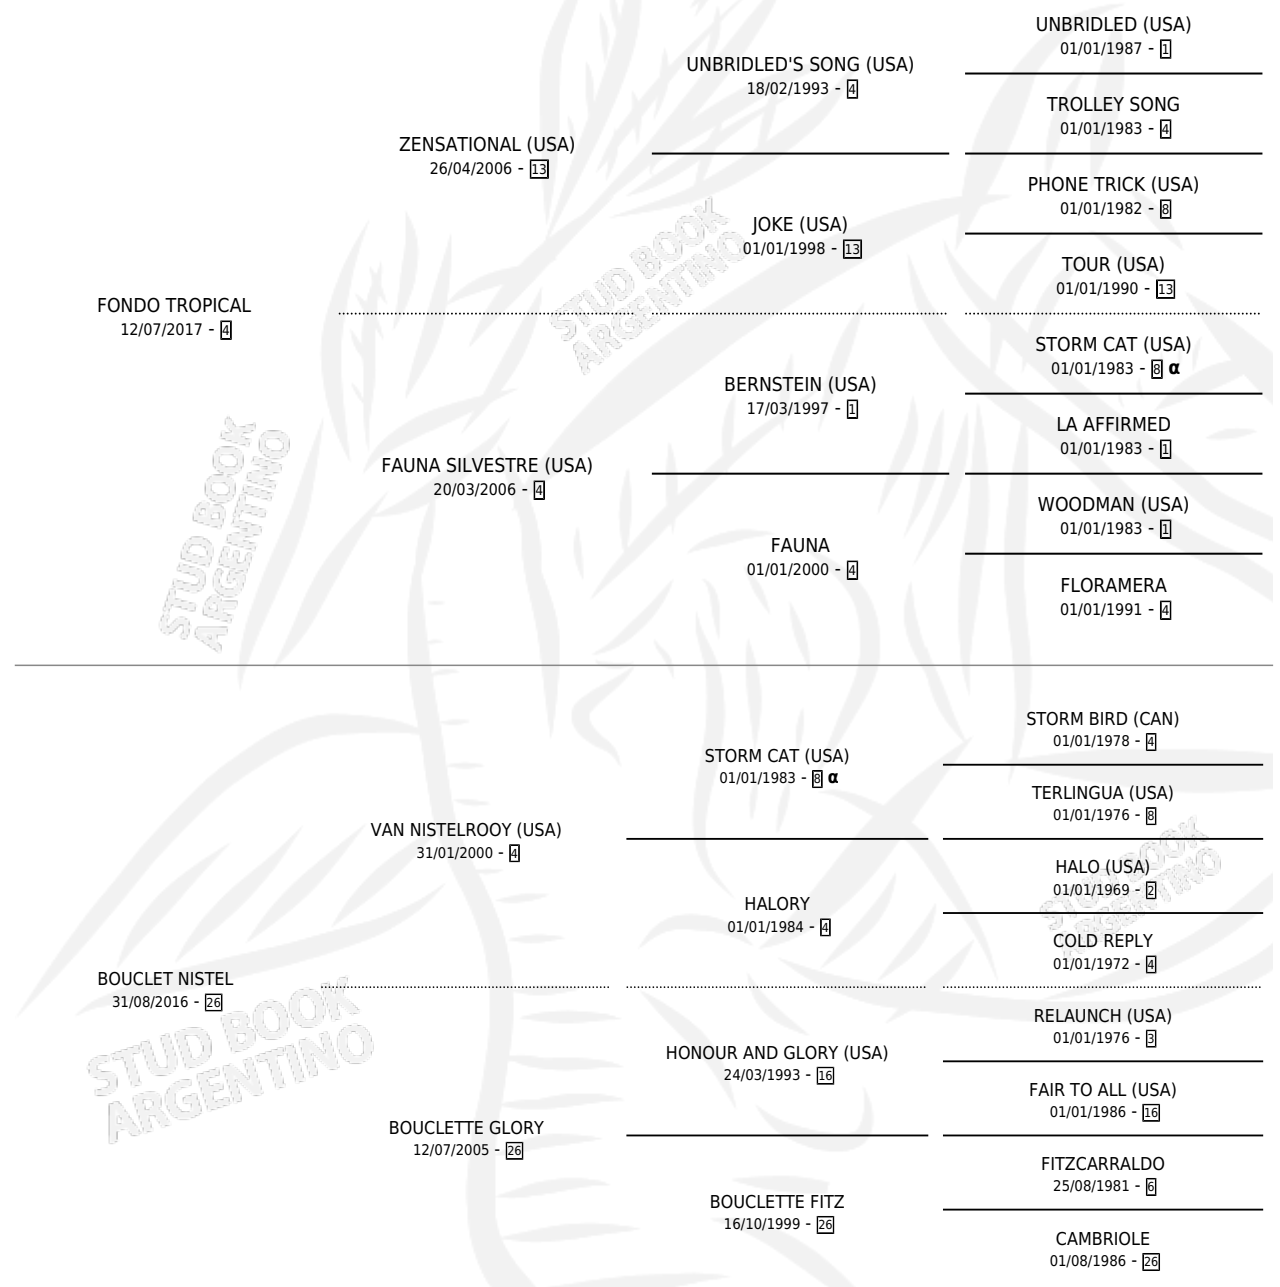 UNBRIDLED (USA)
01/01/1987 - 1
UNBRIDLED'S SONG (USA)
18/02/1993 - 4
TROLLEY SONG
01/01/1983 - 4
ZENSATIONAL (USA)
26/04/2006 - 13
PHONE TRICK (USA)
01/01/1982 - 8
JOKE (USA)
01/01/1998 - 13
TOUR (USA)
01/01/1990 - 13
FONDO TROPICAL
12/07/2017 - 4
STORM CAT (USA)
01/01/1983 - 8 α
BERNSTEIN (USA)
17/03/1997 - 1
LA AFFIRMED
01/01/1983 - 1
FAUNA SILVESTRE (USA)
20/03/2006 - 4
WOODMAN (USA)
01/01/1983 - 1
FAUNA
01/01/2000 - 4
FLORAMERA
01/01/1991 - 4
STORM BIRD (CAN)
01/01/1978 - 4
STORM CAT (USA)
01/01/1983 - 8 α
TERLINGUA (USA)
01/01/1976 - 8
VAN NISTELROOY (USA)
31/01/2000 - 4
HALO (USA)
01/01/1969 - 2
HALORY
01/01/1984 - 4
COLD REPLY
01/01/1972 - 4
BOUCLET NISTEL
31/08/2016 - 26
RELAUNCH (USA)
01/01/1976 - 3
HONOUR AND GLORY (USA)
24/03/1993 - 16
FAIR TO ALL (USA)
01/01/1986 - 16
BOUCLETTE GLORY
12/07/2005 - 26
FITZCARRALDO
25/08/1981 - 6
BOUCLETTE FITZ
16/10/1999 - 26
CAMBRIOLE
01/08/1986 - 26
STUD BOOK
ARGENTINO
STUD BOOK
ARGENTINO
STUD BOOK
ARGENTINO
STUD BOOK
ARGENTINO